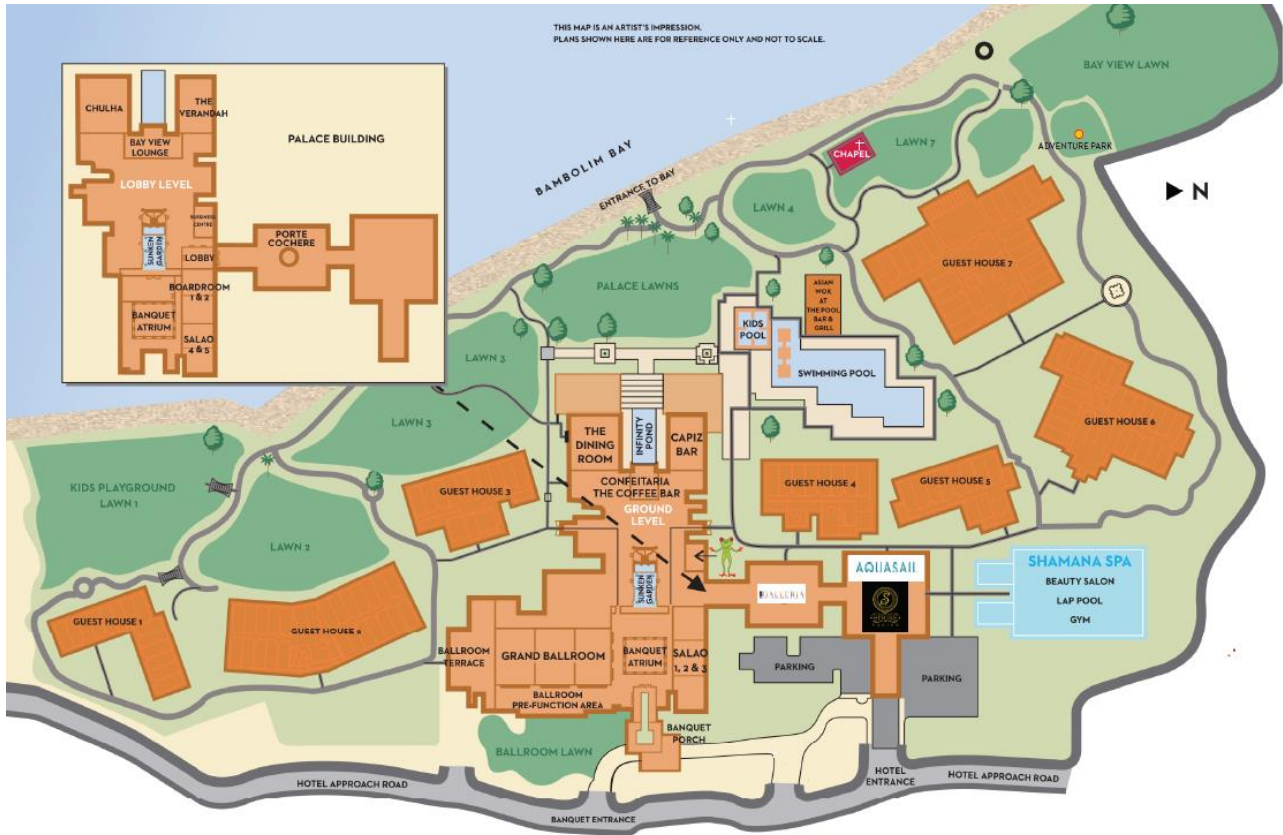 THIS MAP IS AN ARTIST'S IMPRESSION.
PLANS SHOWN HERE ARE FOR REFERENCE ONLY AND NOT TO SCALE.
BAY VIEW LAWN
CHULHA
THE
VERANDAH
BAY VIEW
LOUNGE
PALACE BUILDING
LOBBY LEVEL
BUSINESS
CENTRE
SUNKEN
GARDEN
PORTE
COCHERE
LOBBY
BOARDROOM
1 & 2
BANQUET
ATRIUM
SALAO
4 & 5
BAMBOLIM BAY
ENTRANCE TO BAY
CHAPEL
LAWN 7
ADVENTURE PARK
N
LAWN 4
GUEST HOUSE 7
PALACE LAWNS
ASIAN
WOK
AT
THE POOL
BAR &
GRILL
KIDS
POOL
SWIMMING POOL
LAWN 3
LAWN 3
THE
DINING
ROOM
INFINITY
POND
CAPIZ
BAR
GUEST HOUSE 6
CONFEITARIA
THE COFFEE BAR
GROUND
LEVEL
KIDS PLAYGROUND
LAWN 1
GUEST HOUSE 3
GUEST HOUSE 4
GUEST HOUSE 5
LAWN 2
SUNKEN
GARDEN
GALLERIA
AQUASAIL
SHAMANA SPA
BEAUTY SALON
LAP POOL
GYM
GUEST HOUSE 1
BALLROOM
TERRACE
GRAND BALLROOM
BANQUET
ATRIUM
SALAO
1, 2 & 3
PARKING
PARKING
BALLROOM
PRE-FUNCTION AREA
BANQUET
PORCH
BALLROOM LAWN
HOTEL
ENTRANCE
HOTEL APPROACH ROAD
HOTEL APPROACH ROAD
BANQUET ENTRANCE